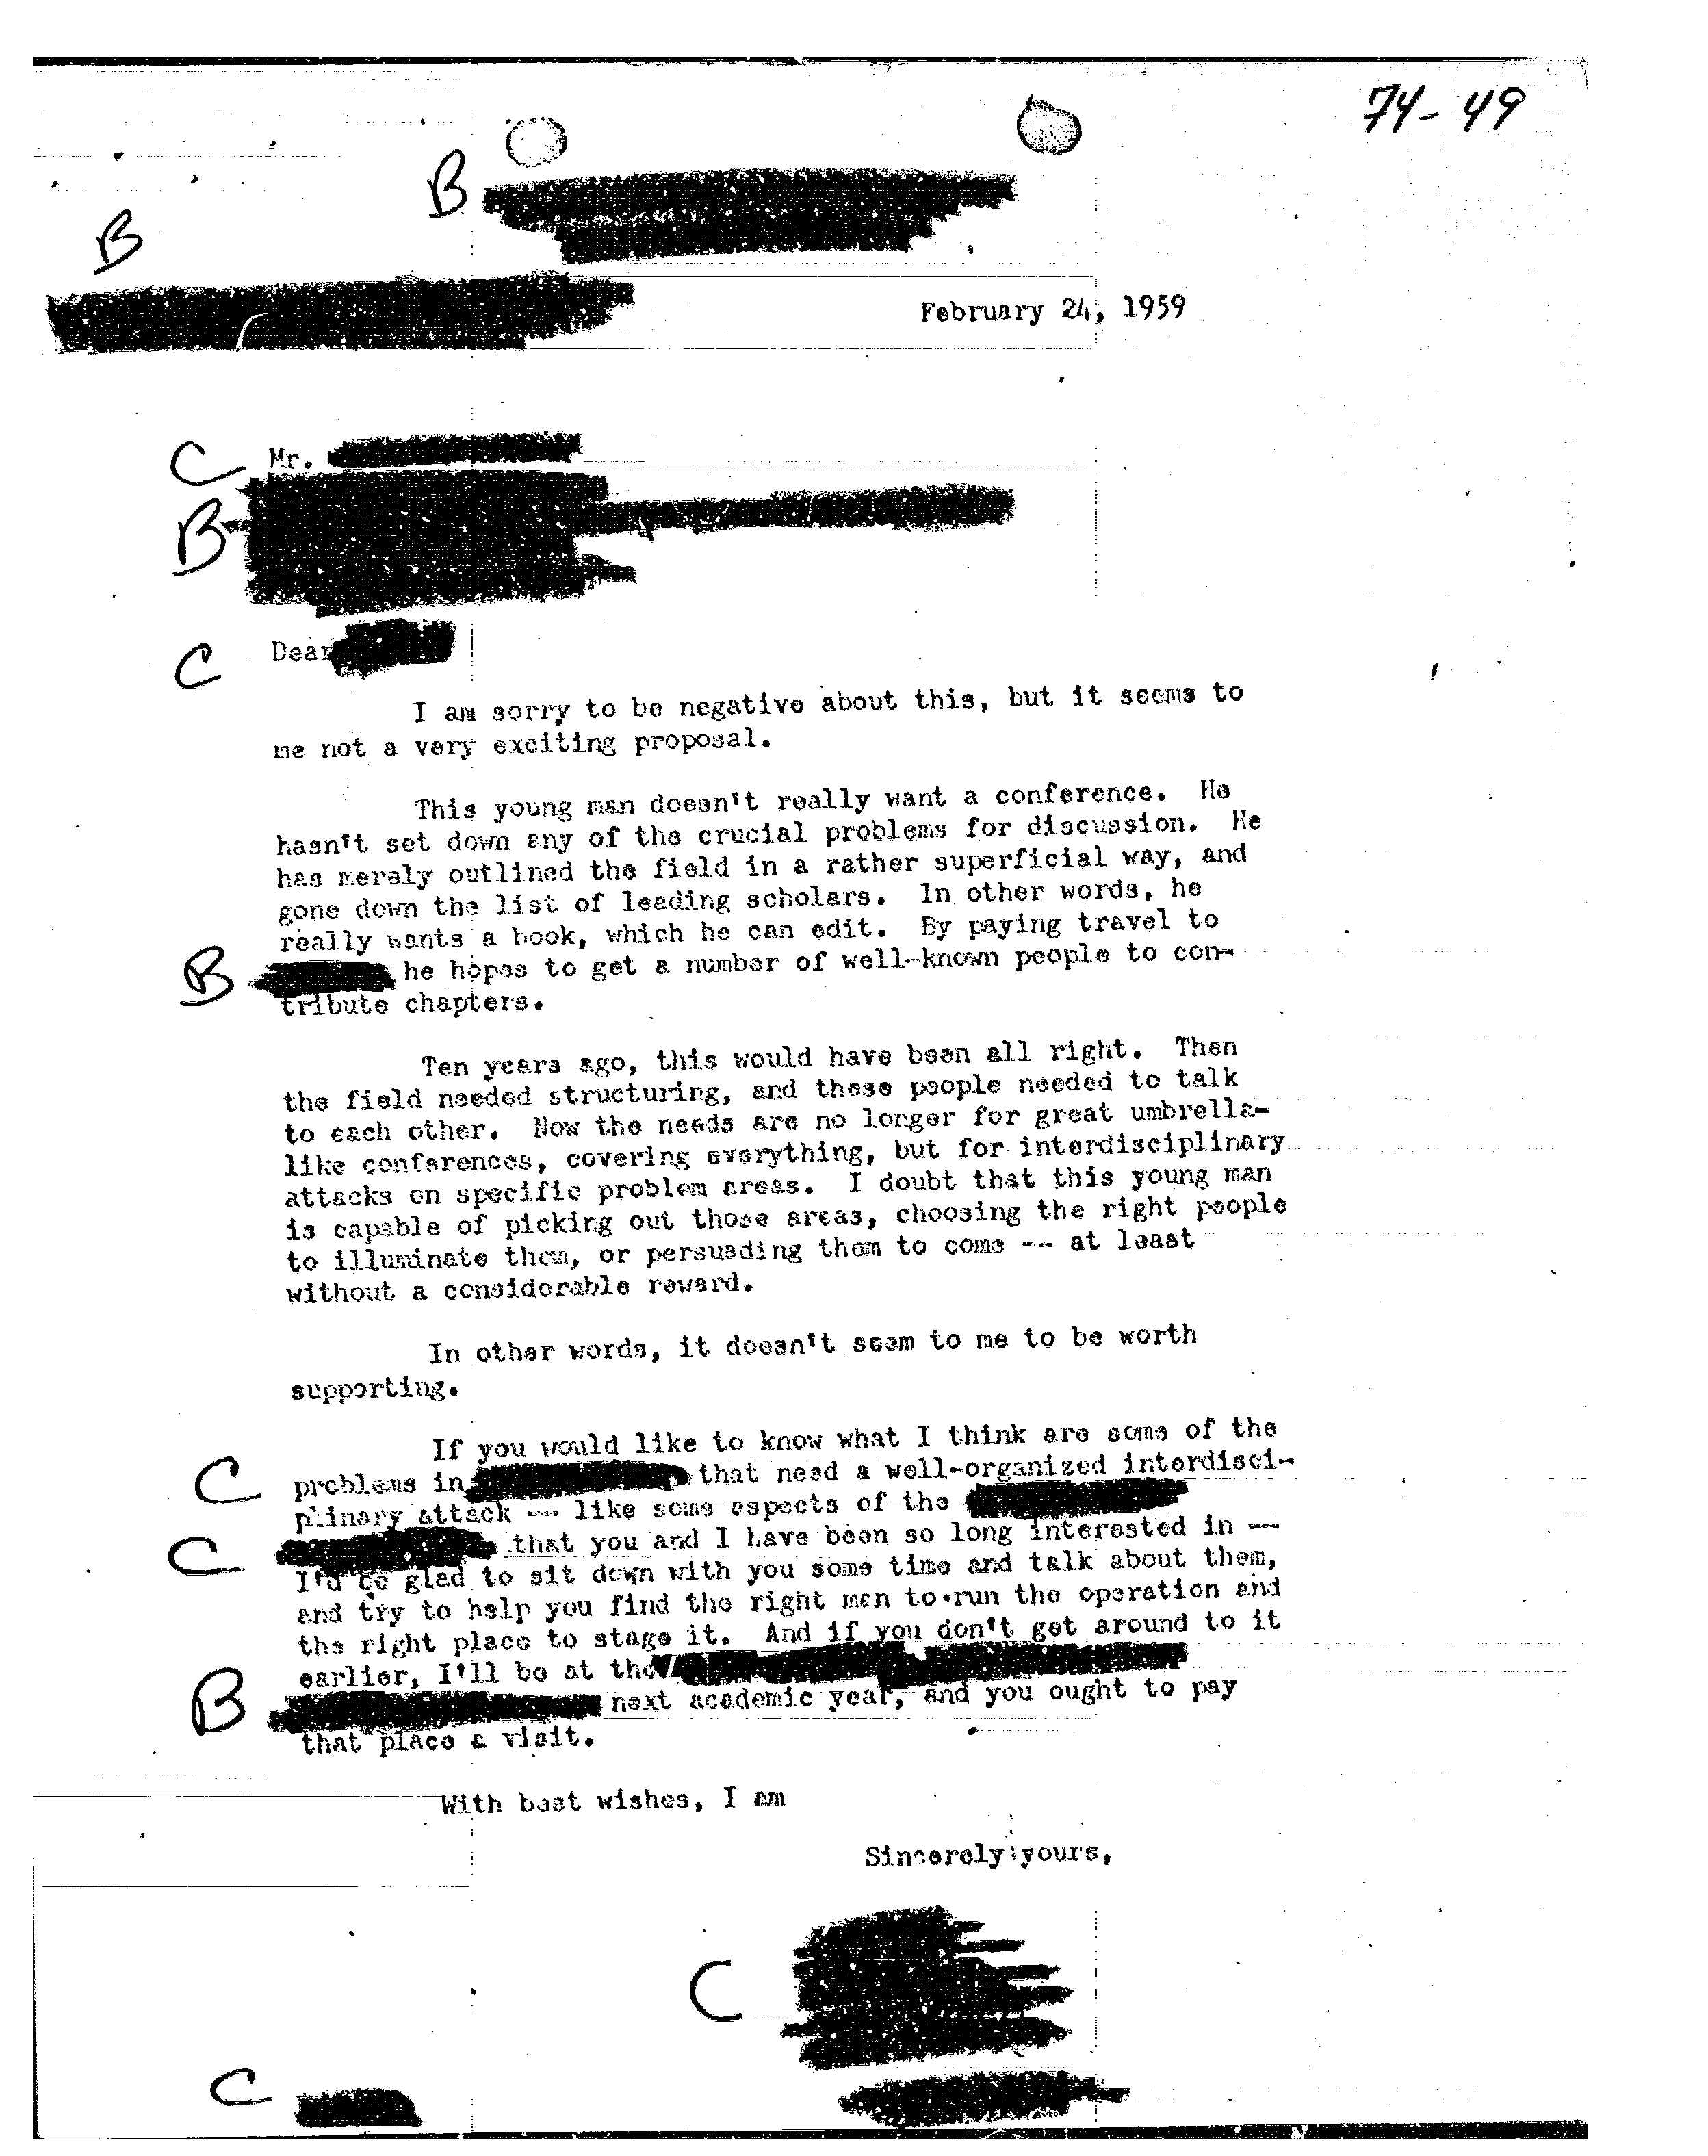 74-49
B
B
February 24, 1959
C Mr.
B
C Dear
I am sorry to be negative about this, but it seems to
me not a very exciting proposal.
This young man doesn't really want a conference. He
hasn't set down any of the crucial problems for discussion. He
has merely outlined the field in a rather superficial way, and
gone down the list of leading scholars. In other words, he
really wants a book, which he can edit. By paying travel to
B he hopes to get a number of well-known people to con-
tribute chapters.
Ten years ago, this would have been all right. Then
the field needed structuring, and these people needed to talk
to each other. Now the needs are no longer for great umbrella-
like conferences, covering everything, but for interdisciplinary
attacks on specific problem areas. I doubt that this young man
is capable of picking out those areas, choosing the right people
to illuminate them, or persuading them to come -- at least
without a considerable reward.
In other words, it doesn't seem to me to be worth
supporting.
If you would like to know what I think are some of the
C problems in that need a well-organized interdisci-
plinary attack -- like some aspects of the
C that you and I have been so long interested in --
I'd be glad to sit down with you some time and talk about them,
and try to help you find the right men to run the operation and
the right place to stage it. And if you don't get around to it
earlier, I'll be at the
B next academic year, and you ought to pay
that place a visit.
With best wishes, I am
Sincerely yours,
C
C